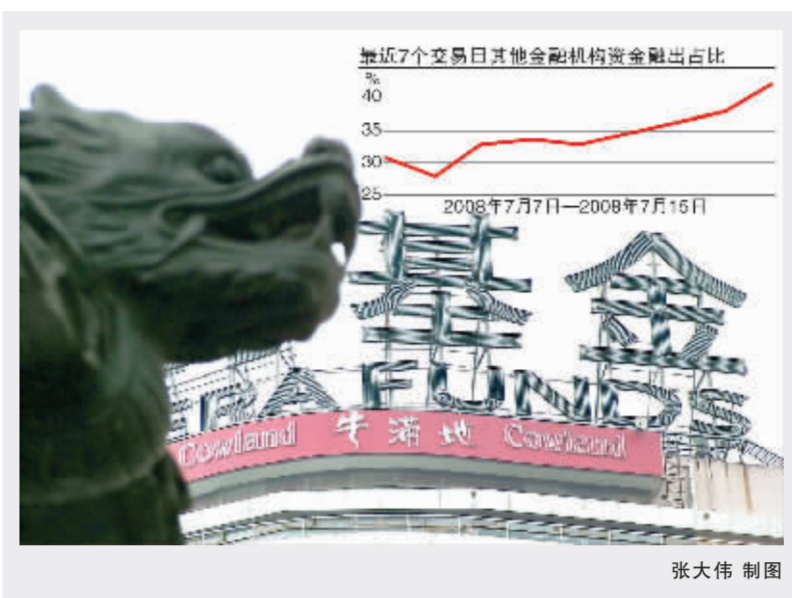 最近7个交易日其他金融机构资金融出占比
%
40
35
30
25
2008年7月7日—2008年7月15日
基金
ERA FUNDS
Cowland 牛满地 Cowland
张大伟 制图